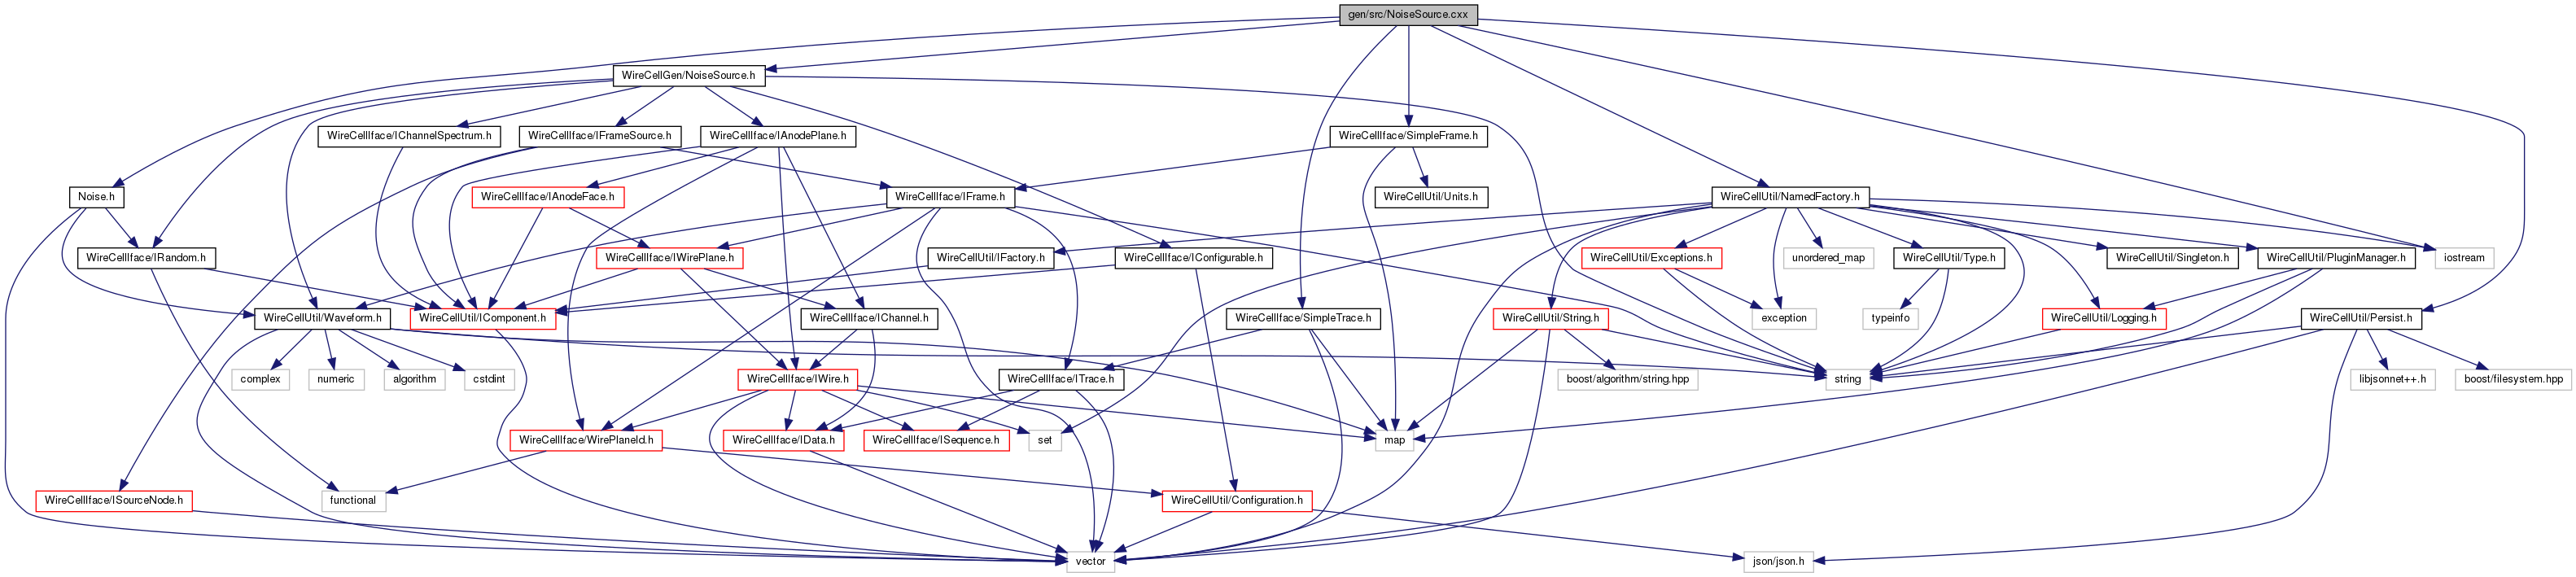 gen/src/NoiseSource.cxx
WireCellGen/NoiseSource.h
WireCellIface/IChannelSpectrum.h
WireCellIface/IFrameSource.h
WireCellIface/IAnodePlane.h
WireCellIface/SimpleFrame.h
Noise.h
WireCellIface/IAnodeFace.h
WireCellIface/IFrame.h
WireCellUtil/Units.h
WireCellUtil/NamedFactory.h
WireCellIface/IRandom.h
WireCellIface/IWirePlane.h
WireCellUtil/IFactory.h
WireCellIface/IConfigurable.h
WireCellUtil/Exceptions.h
unordered_map
WireCellUtil/Type.h
WireCellUtil/Singleton.h
WireCellUtil/PluginManager.h
iostream
WireCellUtil/Waveform.h
WireCellUtil/IComponent.h
WireCellIface/IChannel.h
WireCellIface/SimpleTrace.h
WireCellUtil/String.h
exception
typeinfo
WireCellUtil/Logging.h
WireCellUtil/Persist.h
complex
numeric
algorithm
cstdint
WireCellIface/IWire.h
WireCellIface/ITrace.h
boost/algorithm/string.hpp
string
libjsonnet++.h
boost/filesystem.hpp
WireCellIface/WirePlaneId.h
WireCellIface/IData.h
WireCellIface/ISequence.h
set
map
WireCellIface/ISourceNode.h
functional
WireCellUtil/Configuration.h
vector
json/json.h